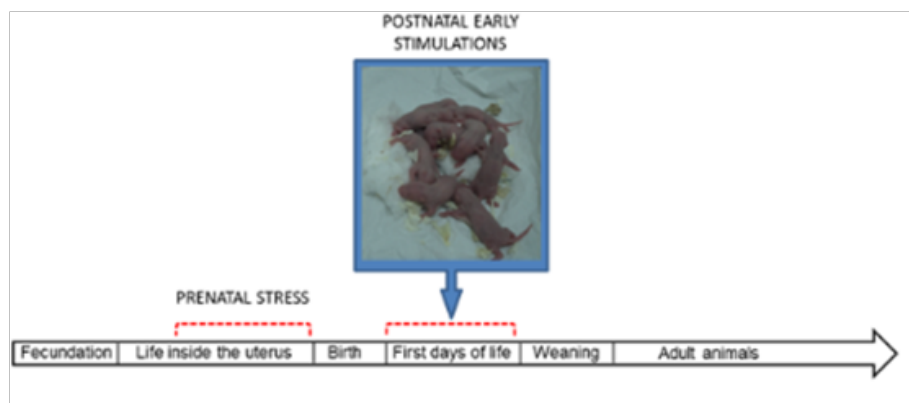 POSTNATAL EARLY
STIMULATIONS
PRENATAL STRESS
Fecundation Life inside the uterus Birth First days of life Weaning Adult animals